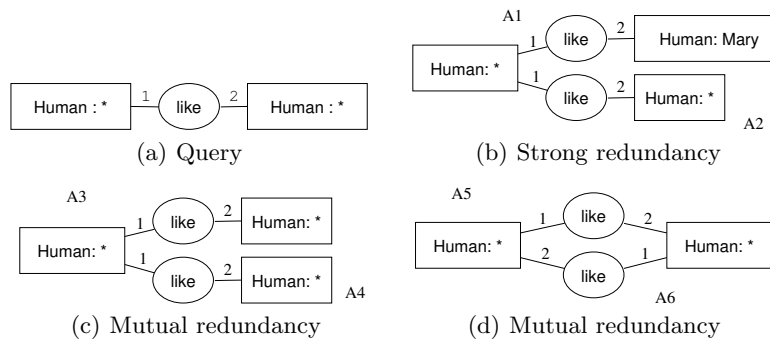 Human : *
1
like
2
Human : *
(a) Query
A1
Human: *
1
like
2
Human: Mary
1
like
2
Human: *
A2
(b) Strong redundancy
A3
Human: *
1
like
2
Human: *
1
like
2
Human: *
A4
(c) Mutual redundancy
A5
Human: *
1
like
2
2
like
1
Human: *
A6
(d) Mutual redundancy